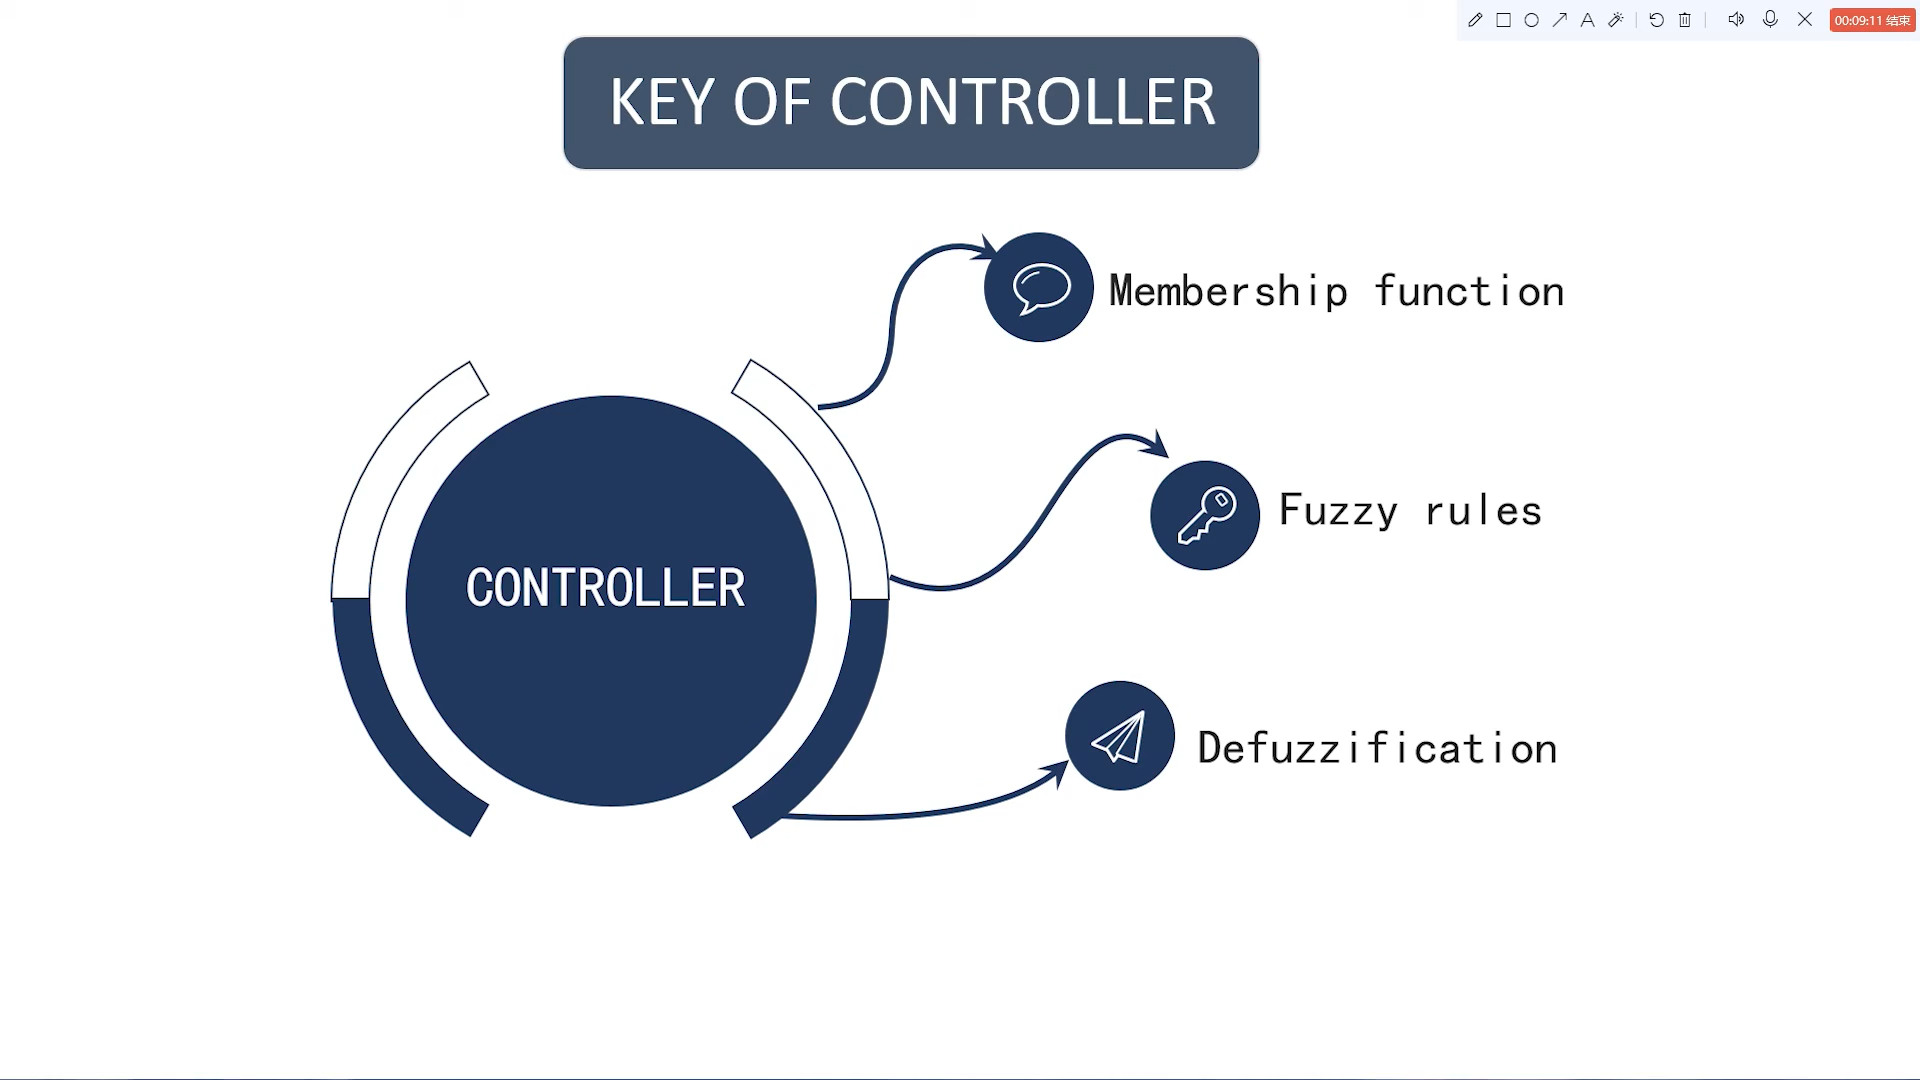 00:09:11 结束
KEY OF CONTROLLER
Membership function
Fuzzy rules
CONTROLLER
Defuzzification